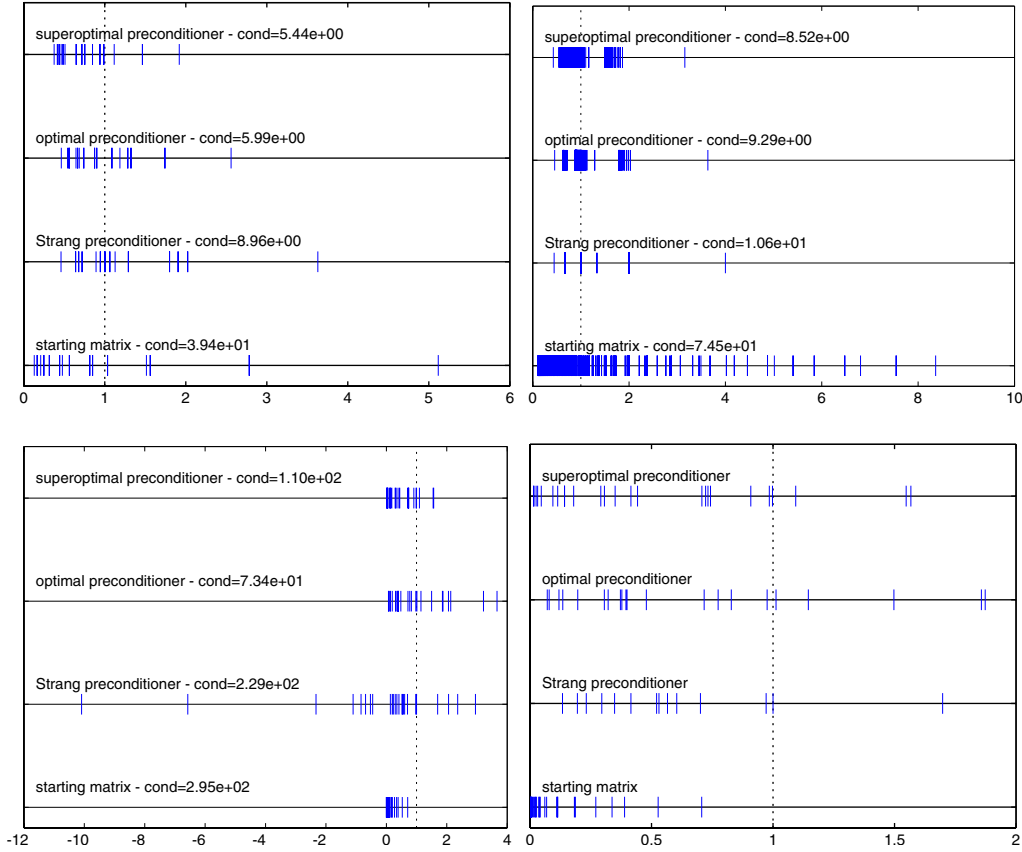 superoptimal preconditioner - cond=5.44e+00
optimal preconditioner - cond=5.99e+00
Strang preconditioner - cond=8.96e+00
starting matrix - cond=3.94e+01
0 1 2 3 4 5 6
superoptimal preconditioner - cond=8.52e+00
optimal preconditioner - cond=9.29e+00
Strang preconditioner - cond=1.06e+01
starting matrix - cond=7.45e+01
0 2 4 6 8 10
superoptimal preconditioner - cond=1.10e+02
optimal preconditioner - cond=7.34e+01
Strang preconditioner - cond=2.29e+02
starting matrix - cond=2.95e+02
-12 -10 -8 -6 -4 -2 0 2 4
superoptimal preconditioner
optimal preconditioner
Strang preconditioner
starting matrix
0 0.5 1 1.5 2